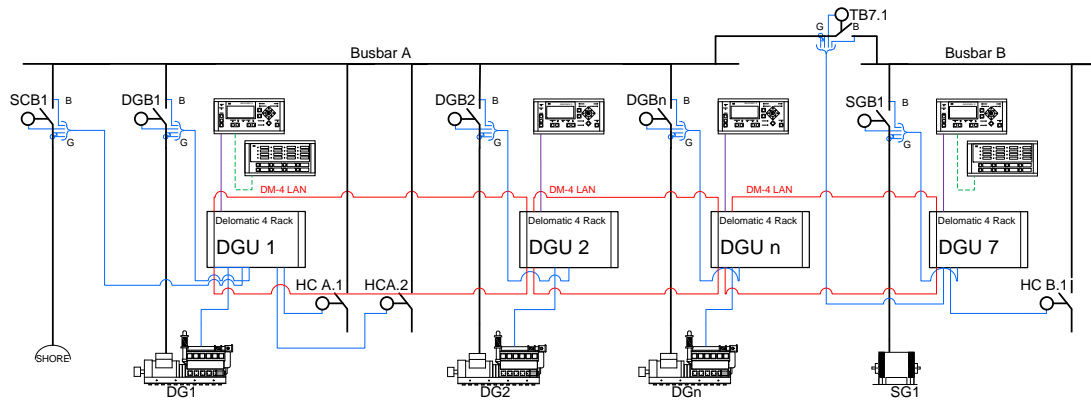 TB7.1
G
B
Busbar A
Busbar B
SCB1
B
G
DGB1
B
G
DGB2
B
G
DGBn
B
G
SGB1
B
G
DM-4 LAN
DM-4 LAN
DM-4 LAN
Delomatic 4 Rack
DGU 1
Delomatic 4 Rack
DGU 2
Delomatic 4 Rack
DGU n
Delomatic 4 Rack
DGU 7
HC A.1
HCA.2
HC B.1
SHORE
DG1
DG2
DGn
SG1